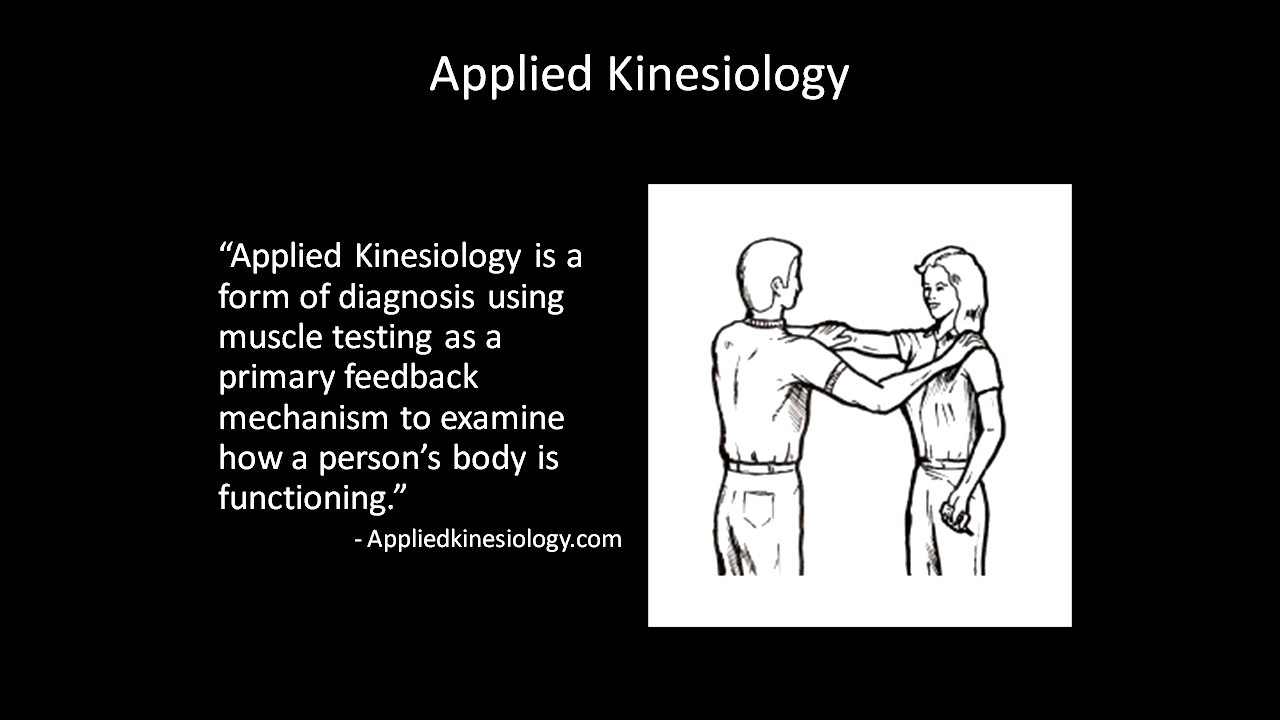 Applied Kinesiology
“Applied Kinesiology is a
form of diagnosis using
muscle testing as a
primary feedback
mechanism to examine
how a person’s body is
functioning.”
- Appliedkinesiology.com